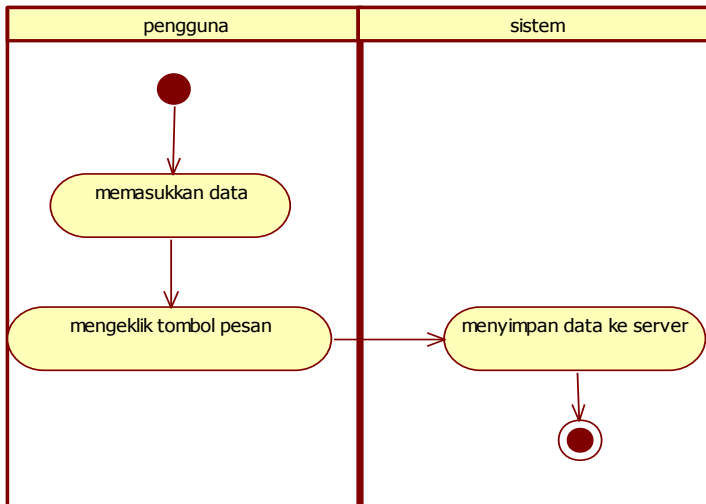 pengguna
sistem
memasukkan data
mengeklik tombol pesan
menyimpan data ke server